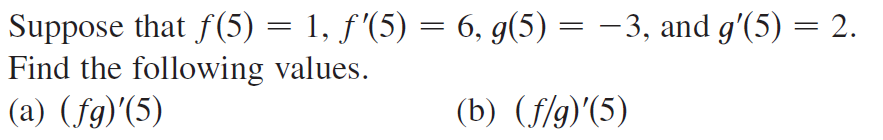 Suppose that f(5) = 1, f′(5) = 6, g(5) = −3, and g′(5) = 2.
Find the following values.
(a) (fg)′(5) (b) (f/g)′(5)